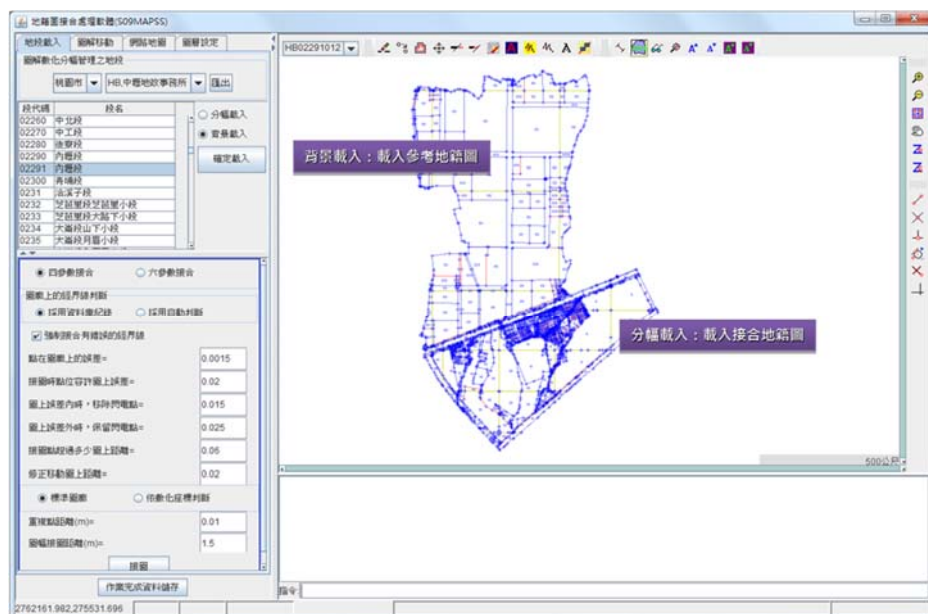 地籍圖接合處理軟體(S09MAPSS)
地段載入 圖解移動 網路地圖 圖層設定
圖解數化分幅管理之地段
桃園市 HB,中壢地政事務所 匯出
段代碼 段名
02260 中北段
02270 中工段
02280 後寮段
02290 內壢段
02291 內壢段
02300 青埔段
0231 洽溪子段
0232 芝芭里段芝芭里小段
0233 芝芭里段大路下小段
0234 大崙段山下小段
0235 大崙段月眉小段
分幅載入
背景載入
確定載入
四參數接合 六參數接合
圖廓上的經界線判斷
採用資料庫紀錄 採用自動判斷
強制接合有錯誤的經界線
點在圖廓上的誤差= 0.0015
接圖時點位容許圖上誤差= 0.02
圖上誤差內時，移除閃電點= 0.015
圖上誤差外時，保留閃電點= 0.025
接圖點超過多少圖上距離= 0.06
修正移動圖上距離= 0.02
標準圖廓 依數化座標判斷
重複點距離(m)= 0.01
圖幅接圖距離(m)= 1.5
接圖
作業完成資料儲存
2762161.982,275531.696
HB02291012
背景載入：載入參考地籍圖
分幅載入：載入接合地籍圖
500公尺
指令: